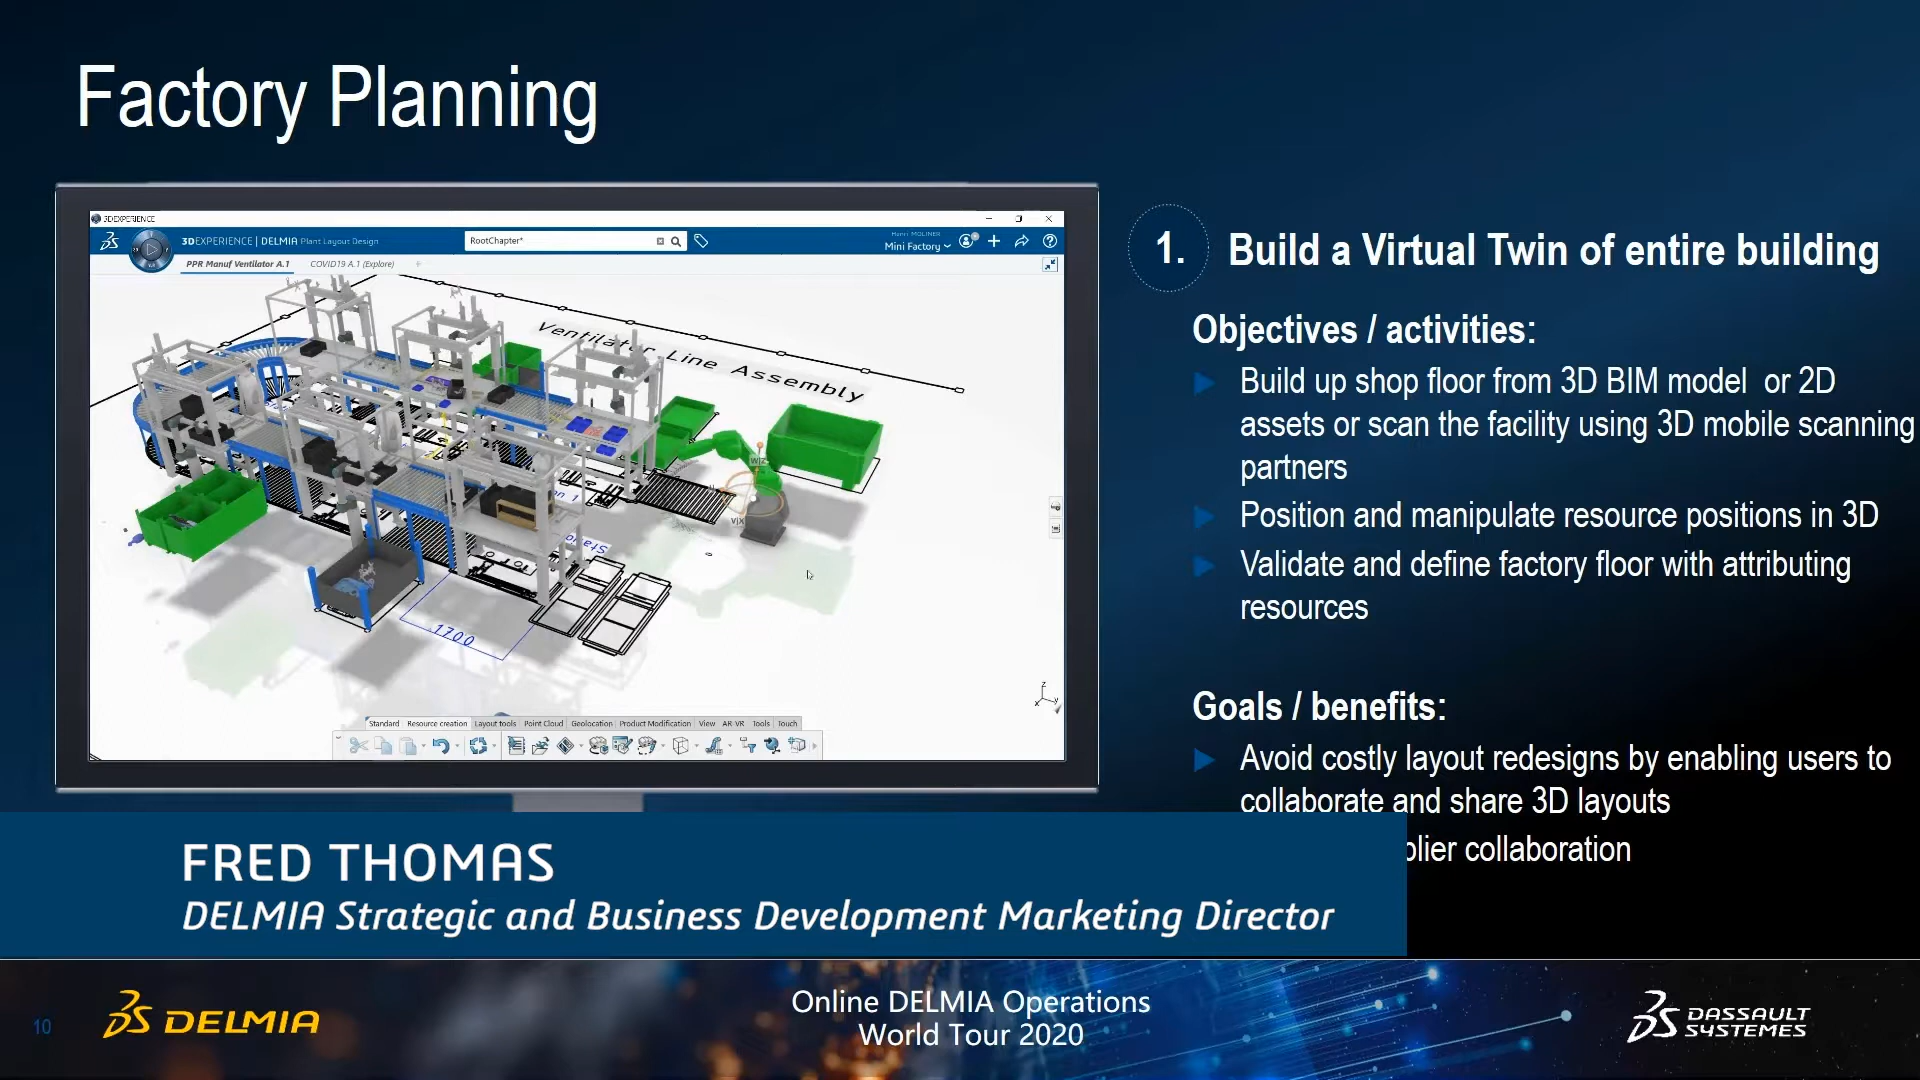 Factory Planning
3DEXPERIENCE
3DEXPERIENCE | DELMIA Plant Layout Design
RootChapter*
Henri MOLINER
Mini Factory
PPR Manuf Ventilator A.1
COVID19 A.1 (Explore)
Ventilator Line Assembly
W|Z
V|X
1700
Z
Y
X
Standard Resource creation Layout tools Point Cloud Geolocation Product Modification View AR-VR Tools Touch
1. Build a Virtual Twin of entire building
Objectives / activities:
Build up shop floor from 3D BIM model or 2D
assets or scan the facility using 3D mobile scanning
partners
Position and manipulate resource positions in 3D
Validate and define factory floor with attributing
resources
Goals / benefits:
Avoid costly layout redesigns by enabling users to
collaborate and share 3D layouts
collaboration
FRED THOMAS
DELMIA Strategic and Business Development Marketing Director
10
DELMIA
Online DELMIA Operations
World Tour 2020
DASSAULT
SYSTEMES